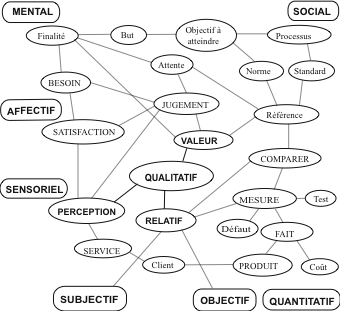 MENTAL
SOCIAL
Finalité
But
Objectif à
atteindre
Processus
Attente
Norme
Standard
BESOIN
JUGEMENT
AFFECTIF
Référence
SATISFACTION
VALEUR
COMPARER
QUALITATIF
SENSORIEL
MESURE
Test
PERCEPTION
RELATIF
Défaut
FAIT
SERVICE
Client
PRODUIT
Coût
SUBJECTIF
OBJECTIF
QUANTITATIF